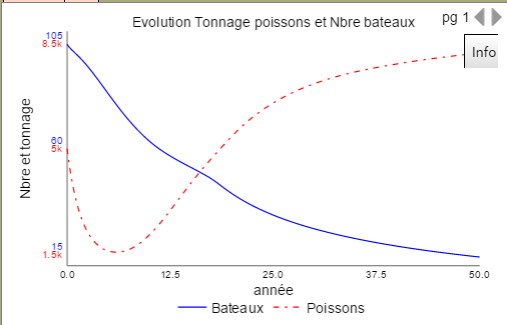 Evolution Tonnage poissons et Nbre bateaux
pg 1
Info
105
8.5k
60
5k
15
1.5k
Nbre et tonnage
0.0 12.5 25.0 37.5 50.0
année
Bateaux Poissons